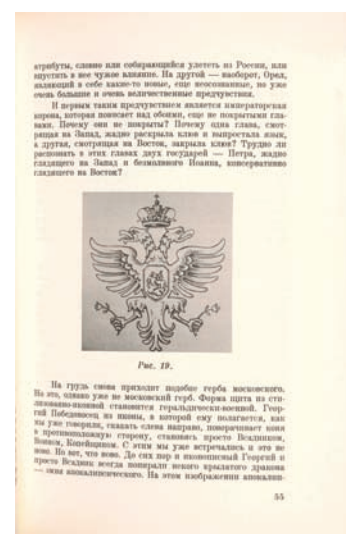 атрибуты, словно или собирающийся улететь из России, или
впустить в нее чужое влияние. На другой — наоборот, Орел,
являющий в себе какие-то новые, еще неосознанные, но уже
очень большие и очень величественные предчувствия.
И первым таким предчувствием является императорская
корона, которая повисает над обоими, еще не покрытыми гла-
вами. Почему они не покрыты? Почему одна глава, смот-
рящая на Запад, жадно раскрыла клюв и выпростала язык,
а другая, смотрящая на Восток, закрыла клюв? Трудно ли
распознать в этих главах двух государей — Петра, жадно
глядящего на Запад и безмолвного Иоанна, консервативно
глядящего на Восток?
Рис. 19.
На грудь снова приходит подобие герба московского.
Но это, однако уже не московский герб. Форма щита из сти-
лизованно-иконной становится геральдически-военной. Геор-
гий Победоносец из иконы, в которой ему полагается, как
мы уже говорили, скакать слева направо, поворачивает коня
в противоположную сторону, становясь просто Всадником,
Воином, Копейщиком. С этим мы уже встречались и это не
ново. Но вот, что ново. До сих пор и иконописный Георгий и
просто Всадник всегда попирали некого крылатого дракона
— змия апокалипсического. На этом изображении апокалип-
55